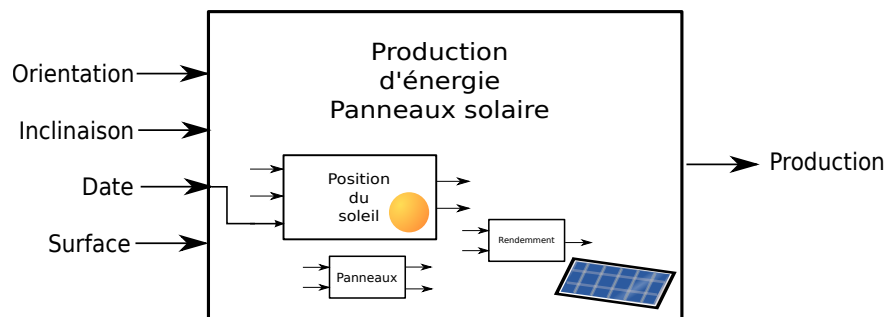 Production
d'énergie
Panneaux solaire
Orientation
Inclinaison
Date
Surface
Position
du
soleil
Rendemment
Panneaux
Production